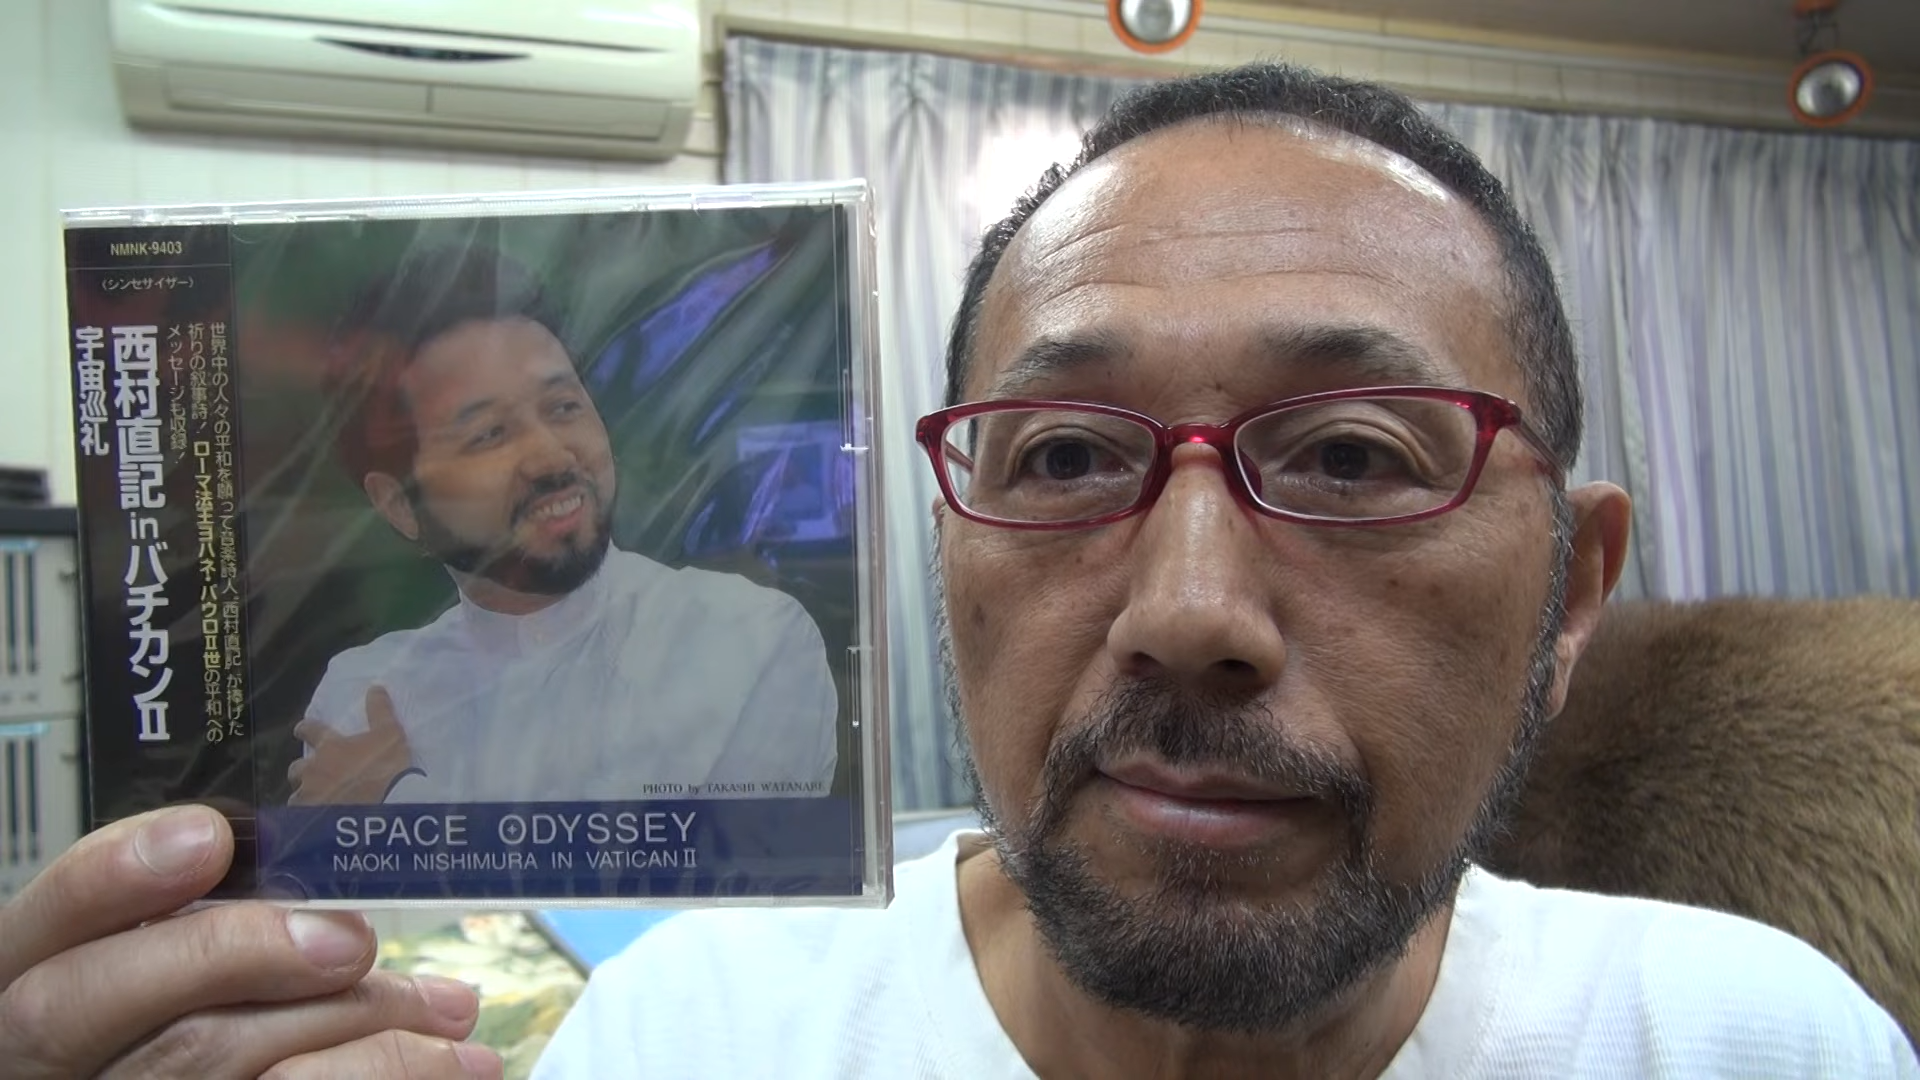 NMNK-9403
〈シンセサイザー〉
世界中の人々の平和を願って音楽詩人“西村直記”が捧げた
祈りの叙事詩！ローマ法王ヨハネ・パウロⅡ世の平和への
メッセージも収録！
西村直記inバチカンⅡ
宇宙巡礼
PHOTO by TAKASHI WATANABE
SPACE ODYSSEY
NAOKI NISHIMURA IN VATICAN Ⅱ